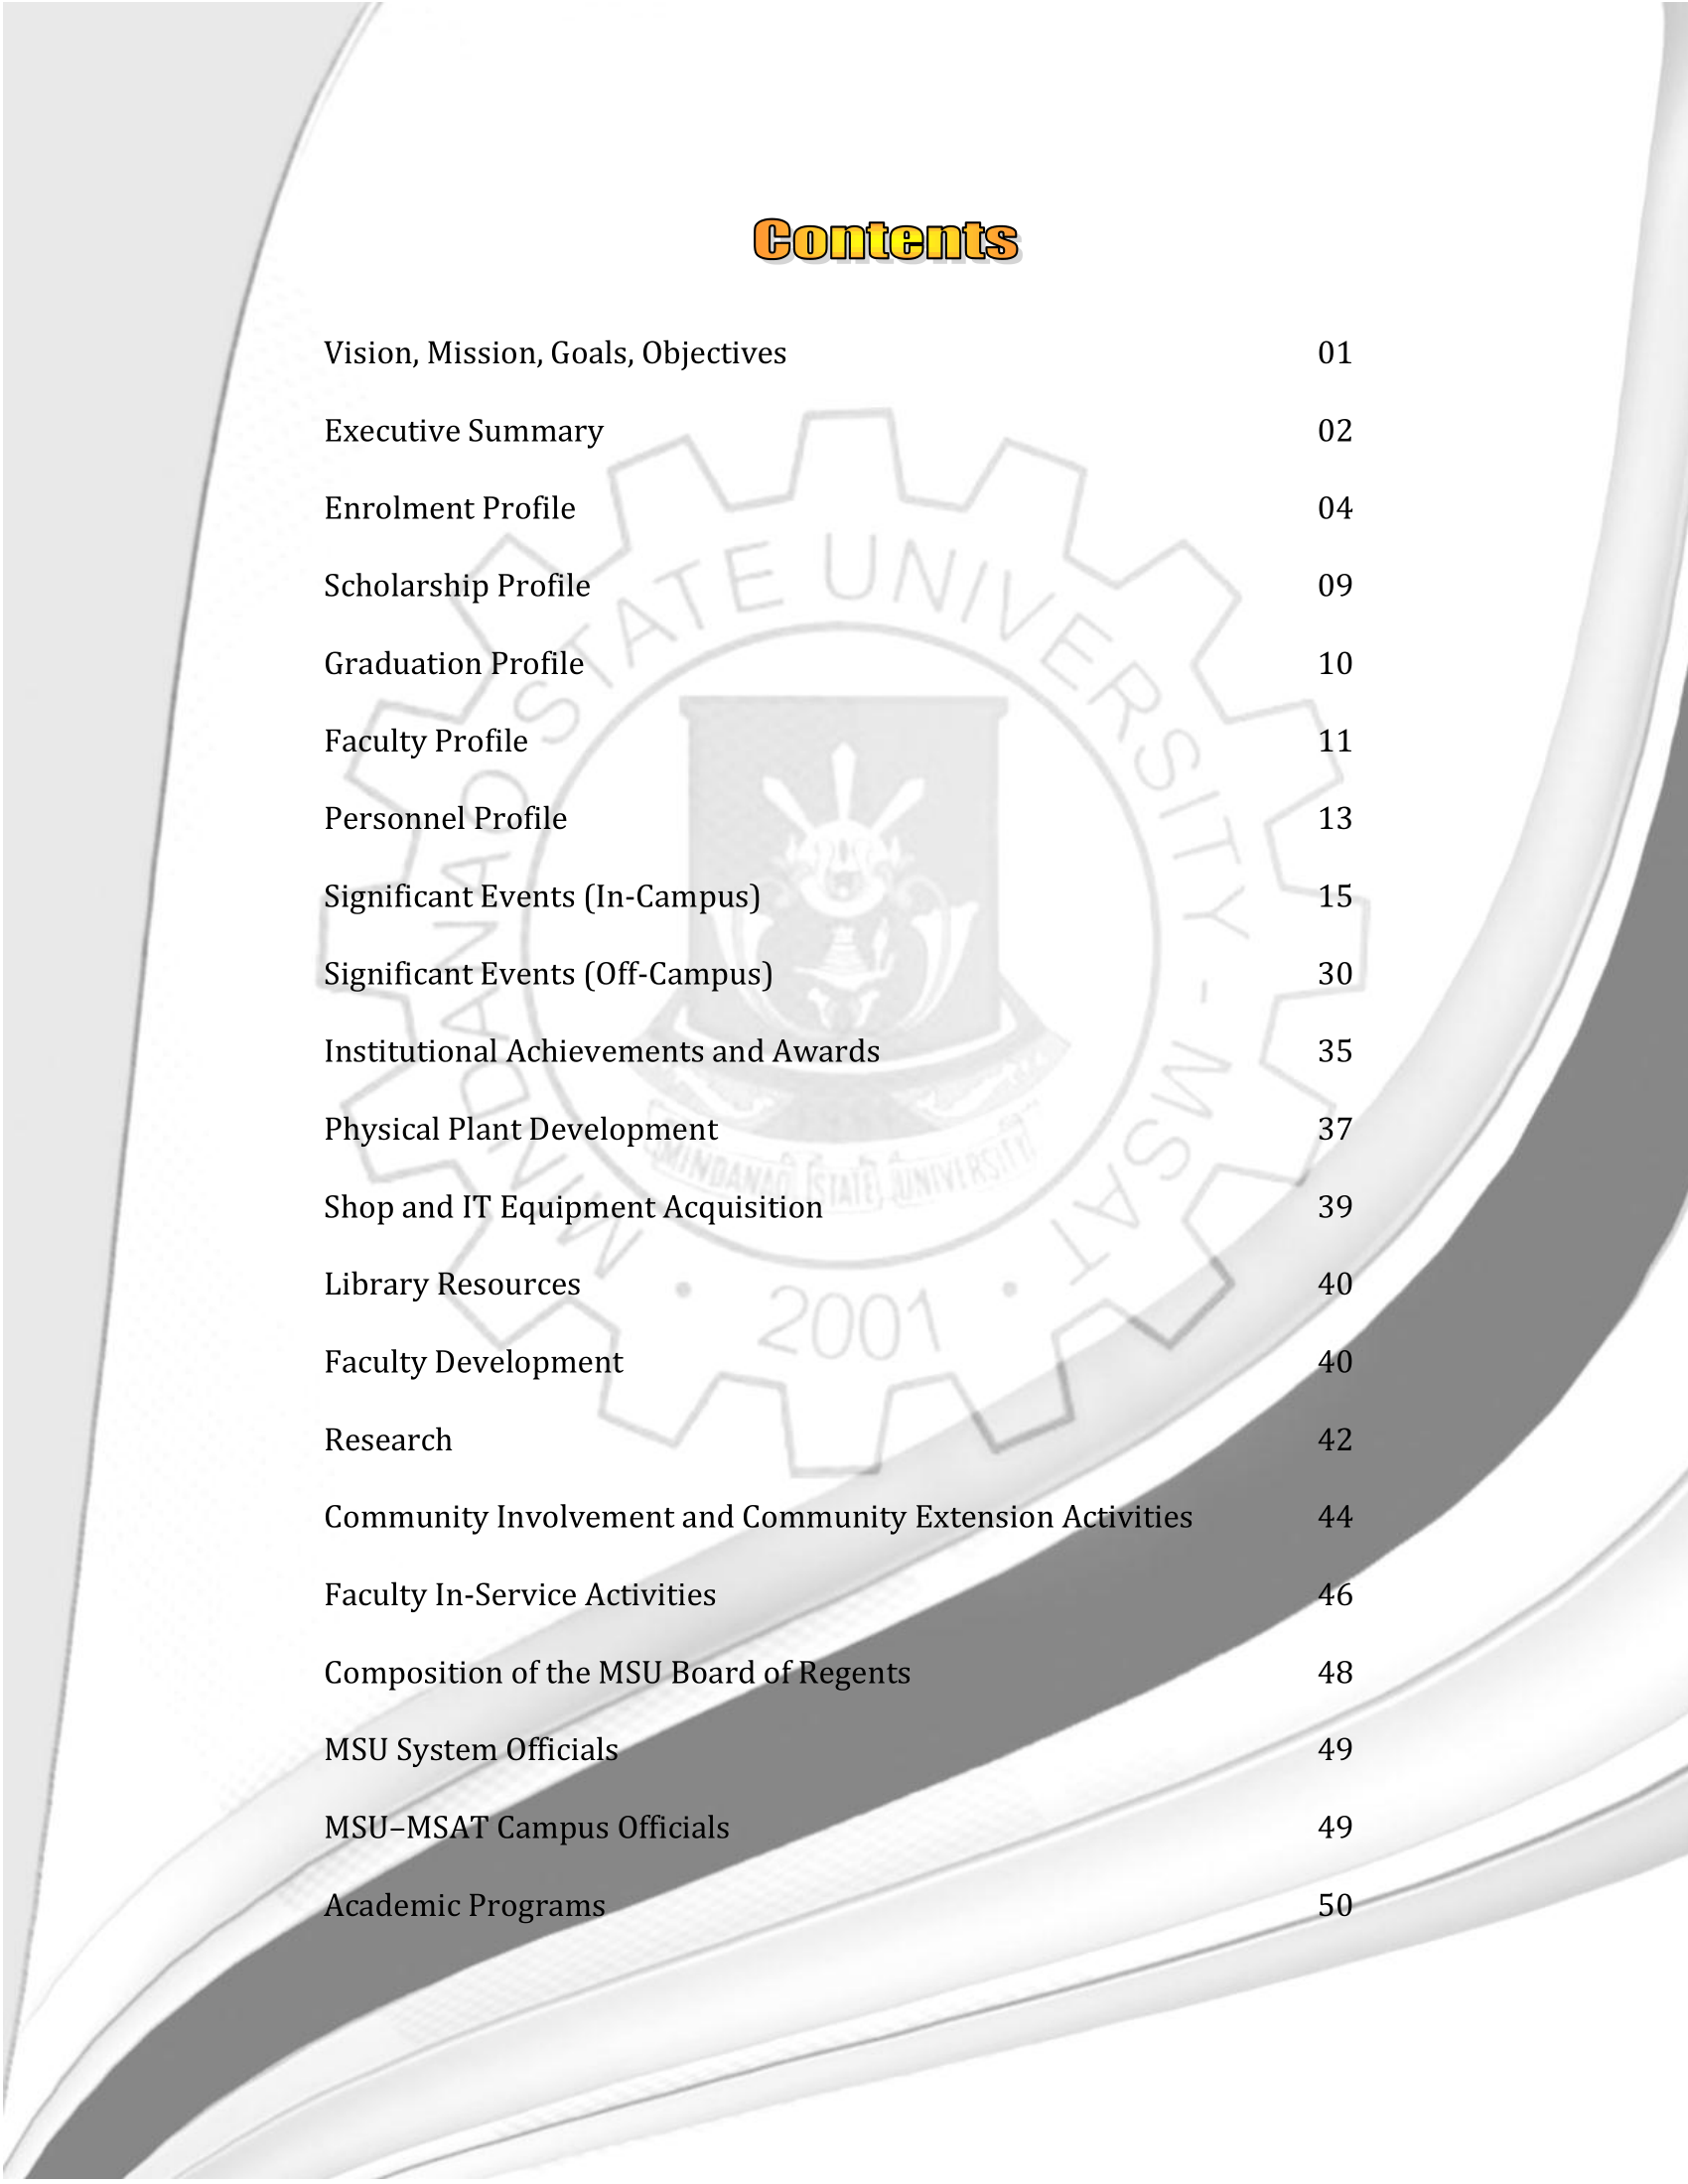 Contents
Vision, Mission, Goals, Objectives 01
Executive Summary 02
Enrolment Profile 04
Scholarship Profile 09
Graduation Profile 10
Faculty Profile 11
Personnel Profile 13
Significant Events (In-Campus) 15
Significant Events (Off-Campus) 30
Institutional Achievements and Awards 35
Physical Plant Development 37
Shop and IT Equipment Acquisition 39
Library Resources 40
Faculty Development 40
Research 42
Community Involvement and Community Extension Activities 44
Faculty In-Service Activities 46
Composition of the MSU Board of Regents 48
MSU System Officials 49
MSU–MSAT Campus Officials 49
Academic Programs 50
MINDANAO STATE UNIVERSITY - MSAT
MINDANAO STATE UNIVERSITY
• 2001 •